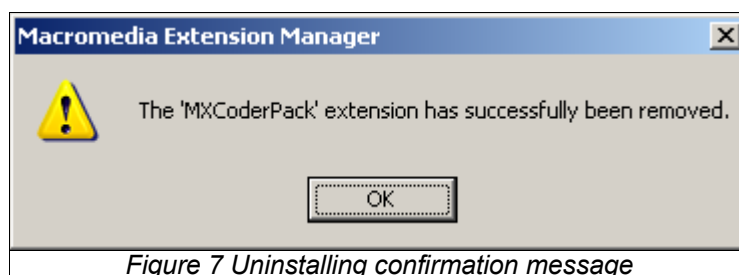 Macromedia Extension Manager
The 'MXCoderPack' extension has successfully been removed.
OK
Figure 7 Uninstalling confirmation message